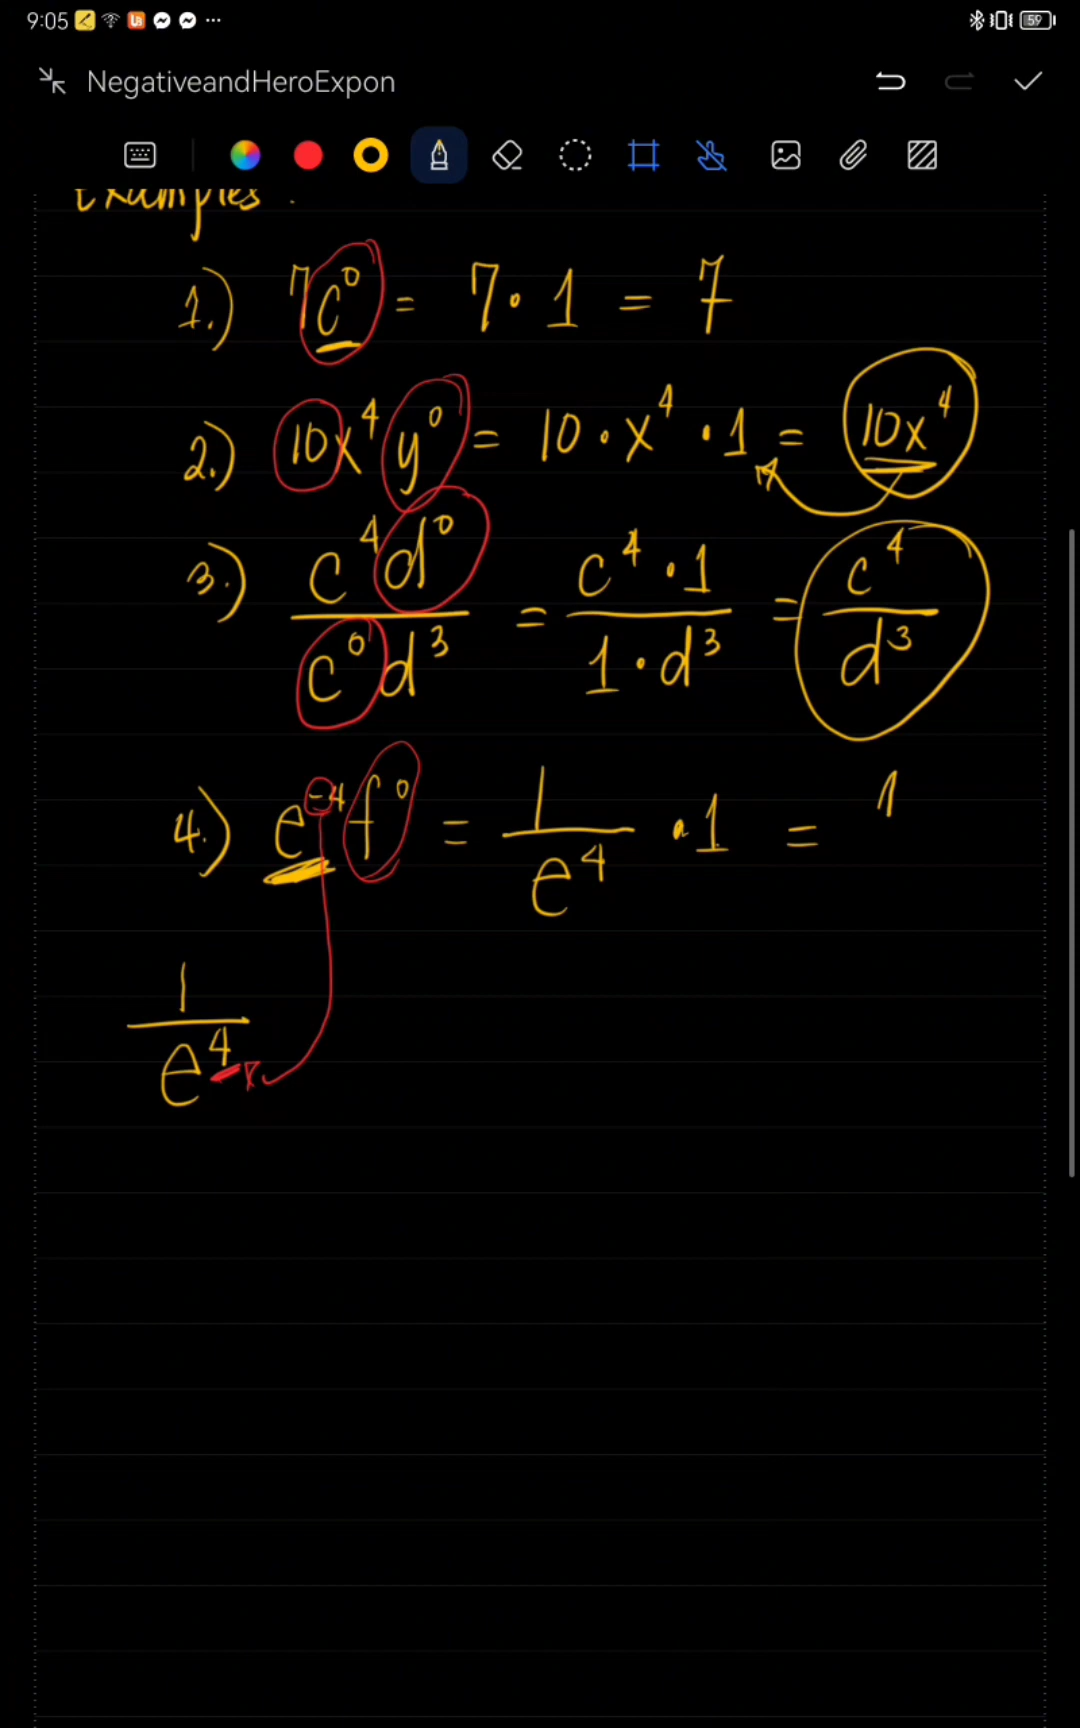 9:05 ... 59
NegativeandHeroExpon
Examples :
1.) 7c⁰ = 7 · 1 = 7
2.) 10x⁴y⁰ = 10 · x⁴ · 1 = 10x⁴
3.) c⁴d⁰ / c⁰d³ = c⁴ · 1 / 1 · d³ = c⁴ / d³
4.) e⁻⁴f⁰ = 1 / e⁴ · 1 = 1
1 / e⁴